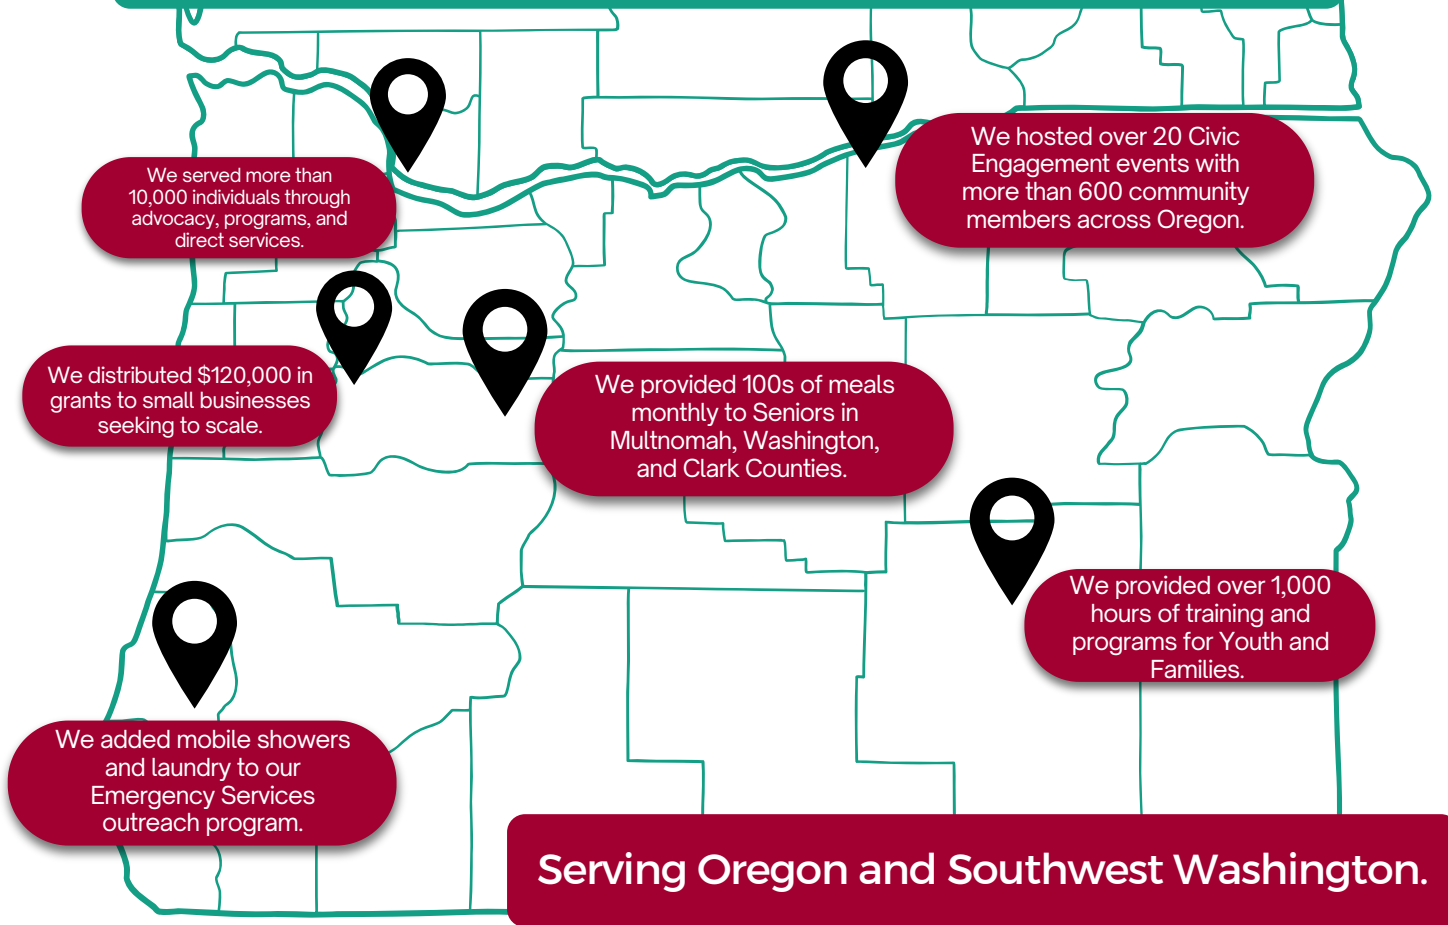 We served more than
10,000 individuals through
advocacy, programs, and
direct services.
We hosted over 20 Civic
Engagement events with
more than 600 community
members across Oregon.
We distributed $120,000 in
grants to small businesses
seeking to scale.
We provided 100s of meals
monthly to Seniors in
Multnomah, Washington,
and Clark Counties.
We provided over 1,000
hours of training and
programs for Youth and
Families.
We added mobile showers
and laundry to our
Emergency Services
outreach program.
Serving Oregon and Southwest Washington.